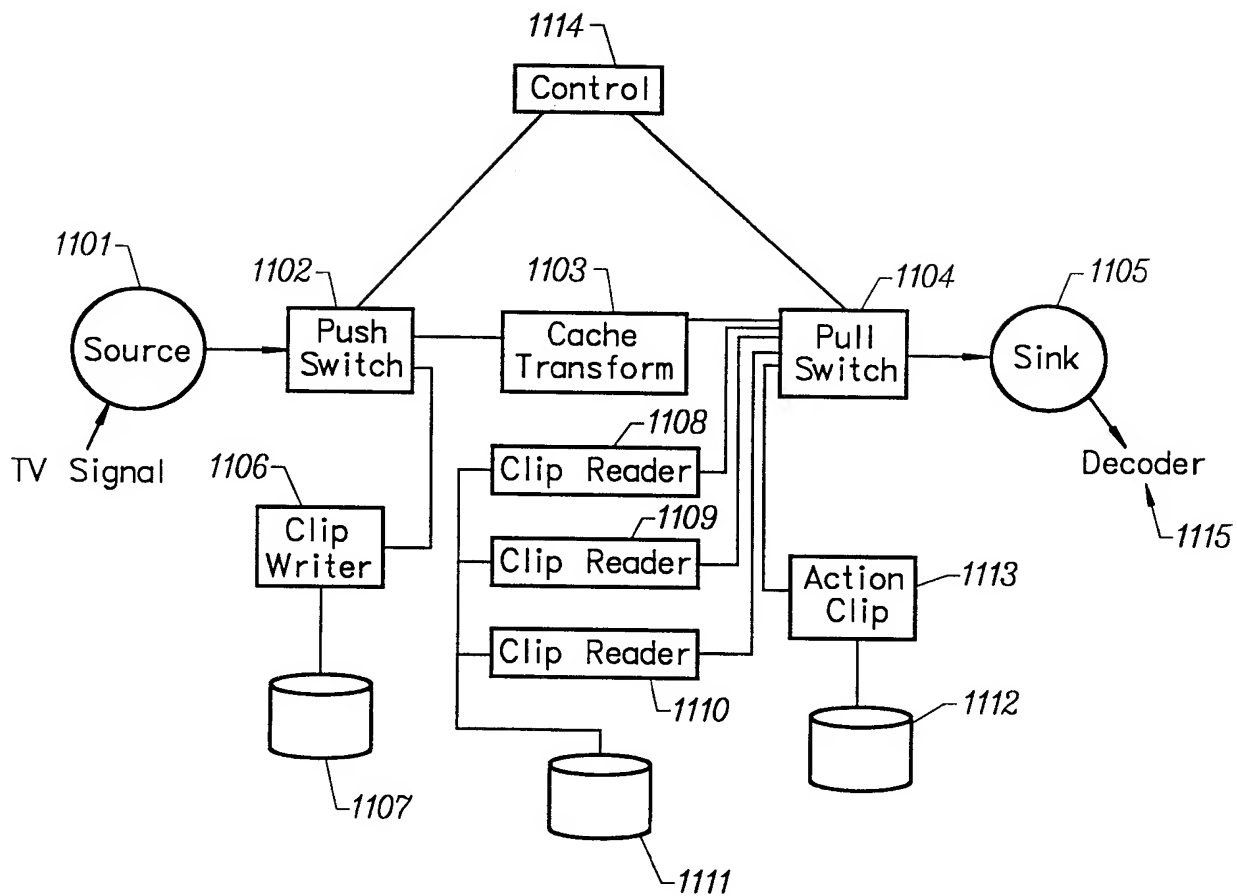 1114
Control
1101
1102
1103
1104
1105
Source
Push
Switch
Cache
Transform
Pull
Switch
Sink
TV Signal
1106
1108
Clip Reader
Decoder
1115
Clip
Writer
1109
Clip Reader
Action
Clip
1113
Clip Reader
1110
1112
1107
1111